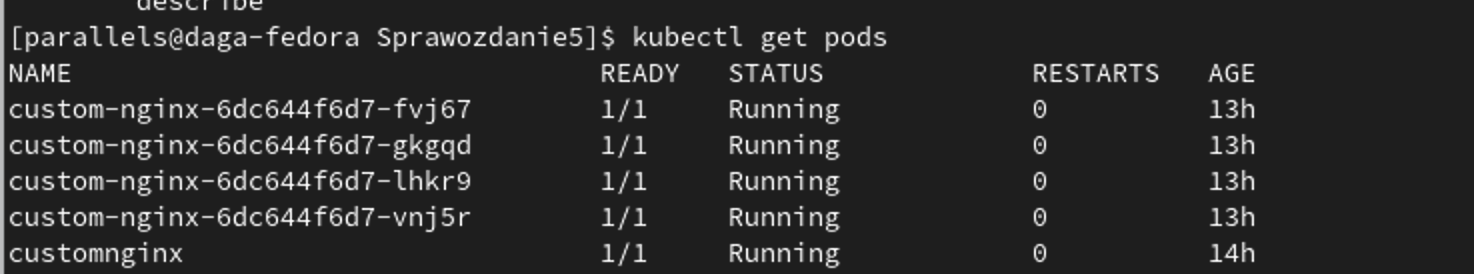 describe
[parallels@daga-fedora Sprawozdanie5]$ kubectl get pods
NAME READY STATUS RESTARTS AGE
custom-nginx-6dc644f6d7-fvj67 1/1 Running 0 13h
custom-nginx-6dc644f6d7-gkgqd 1/1 Running 0 13h
custom-nginx-6dc644f6d7-lhkr9 1/1 Running 0 13h
custom-nginx-6dc644f6d7-vnj5r 1/1 Running 0 13h
customnginx 1/1 Running 0 14h